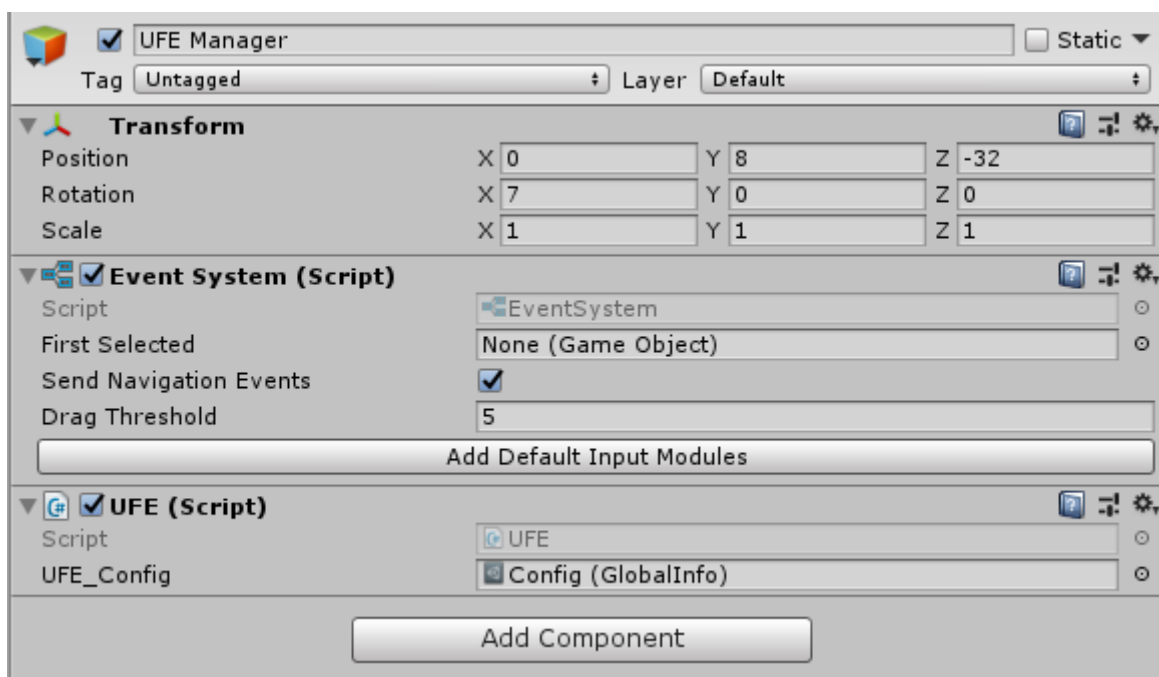 UFE Manager Static
Tag Untagged Layer Default
Transform
Position X 0 Y 8 Z -32
Rotation X 7 Y 0 Z 0
Scale X 1 Y 1 Z 1
Event System (Script)
Script EventSystem
First Selected None (Game Object)
Send Navigation Events
Drag Threshold 5
Add Default Input Modules
UFE (Script)
Script UFE
UFE_Config Config (GlobalInfo)
Add Component